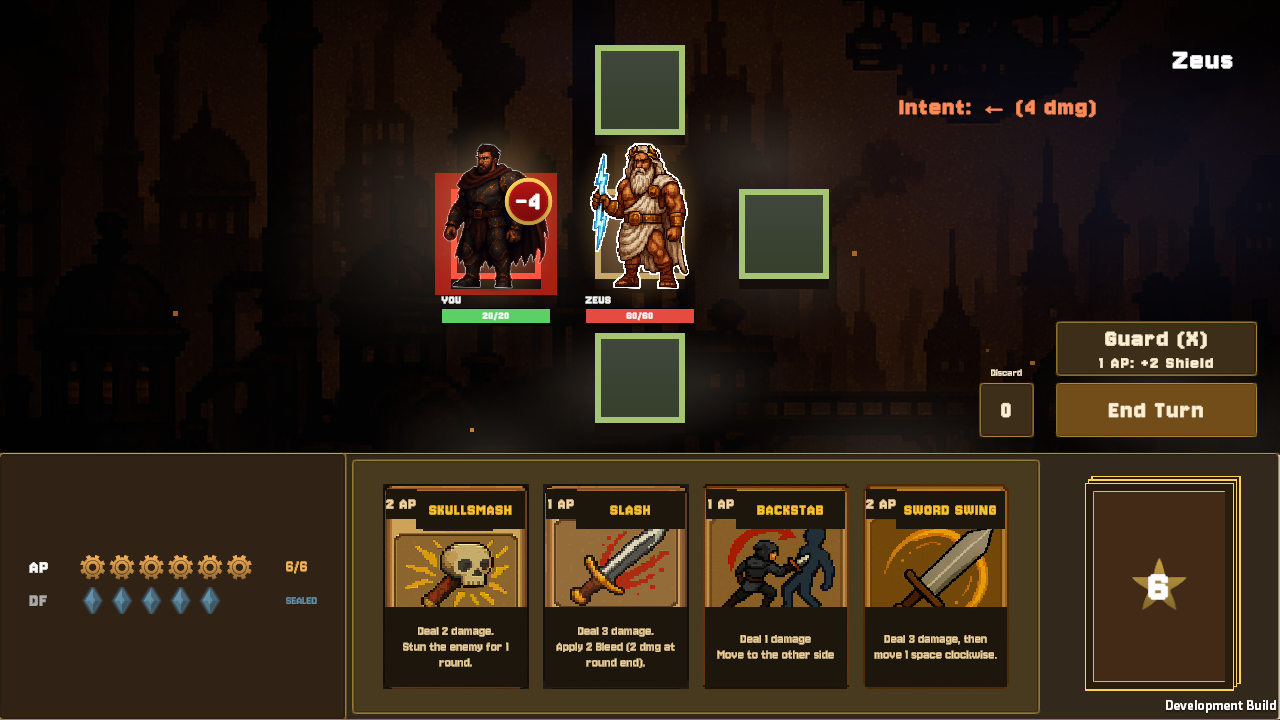 Zeus
Intent: ← (4 dmg)
-4
YOU
20/20
ZEUS
60/60
Guard (X)
1 AP: +2 Shield
Discard
0
End Turn
AP
6/6
DF
SEALED
2 AP
SKULLSMASH
Deal 2 damage.
Stun the enemy for 1
round.
1 AP
SLASH
Deal 3 damage.
Apply 2 Bleed (2 dmg at
round end).
1 AP
BACKSTAB
Deal 1 damage
Move to the other side
2 AP
SWORD SWING
Deal 3 damage, then
move 1 space clockwise.
6
Development Build